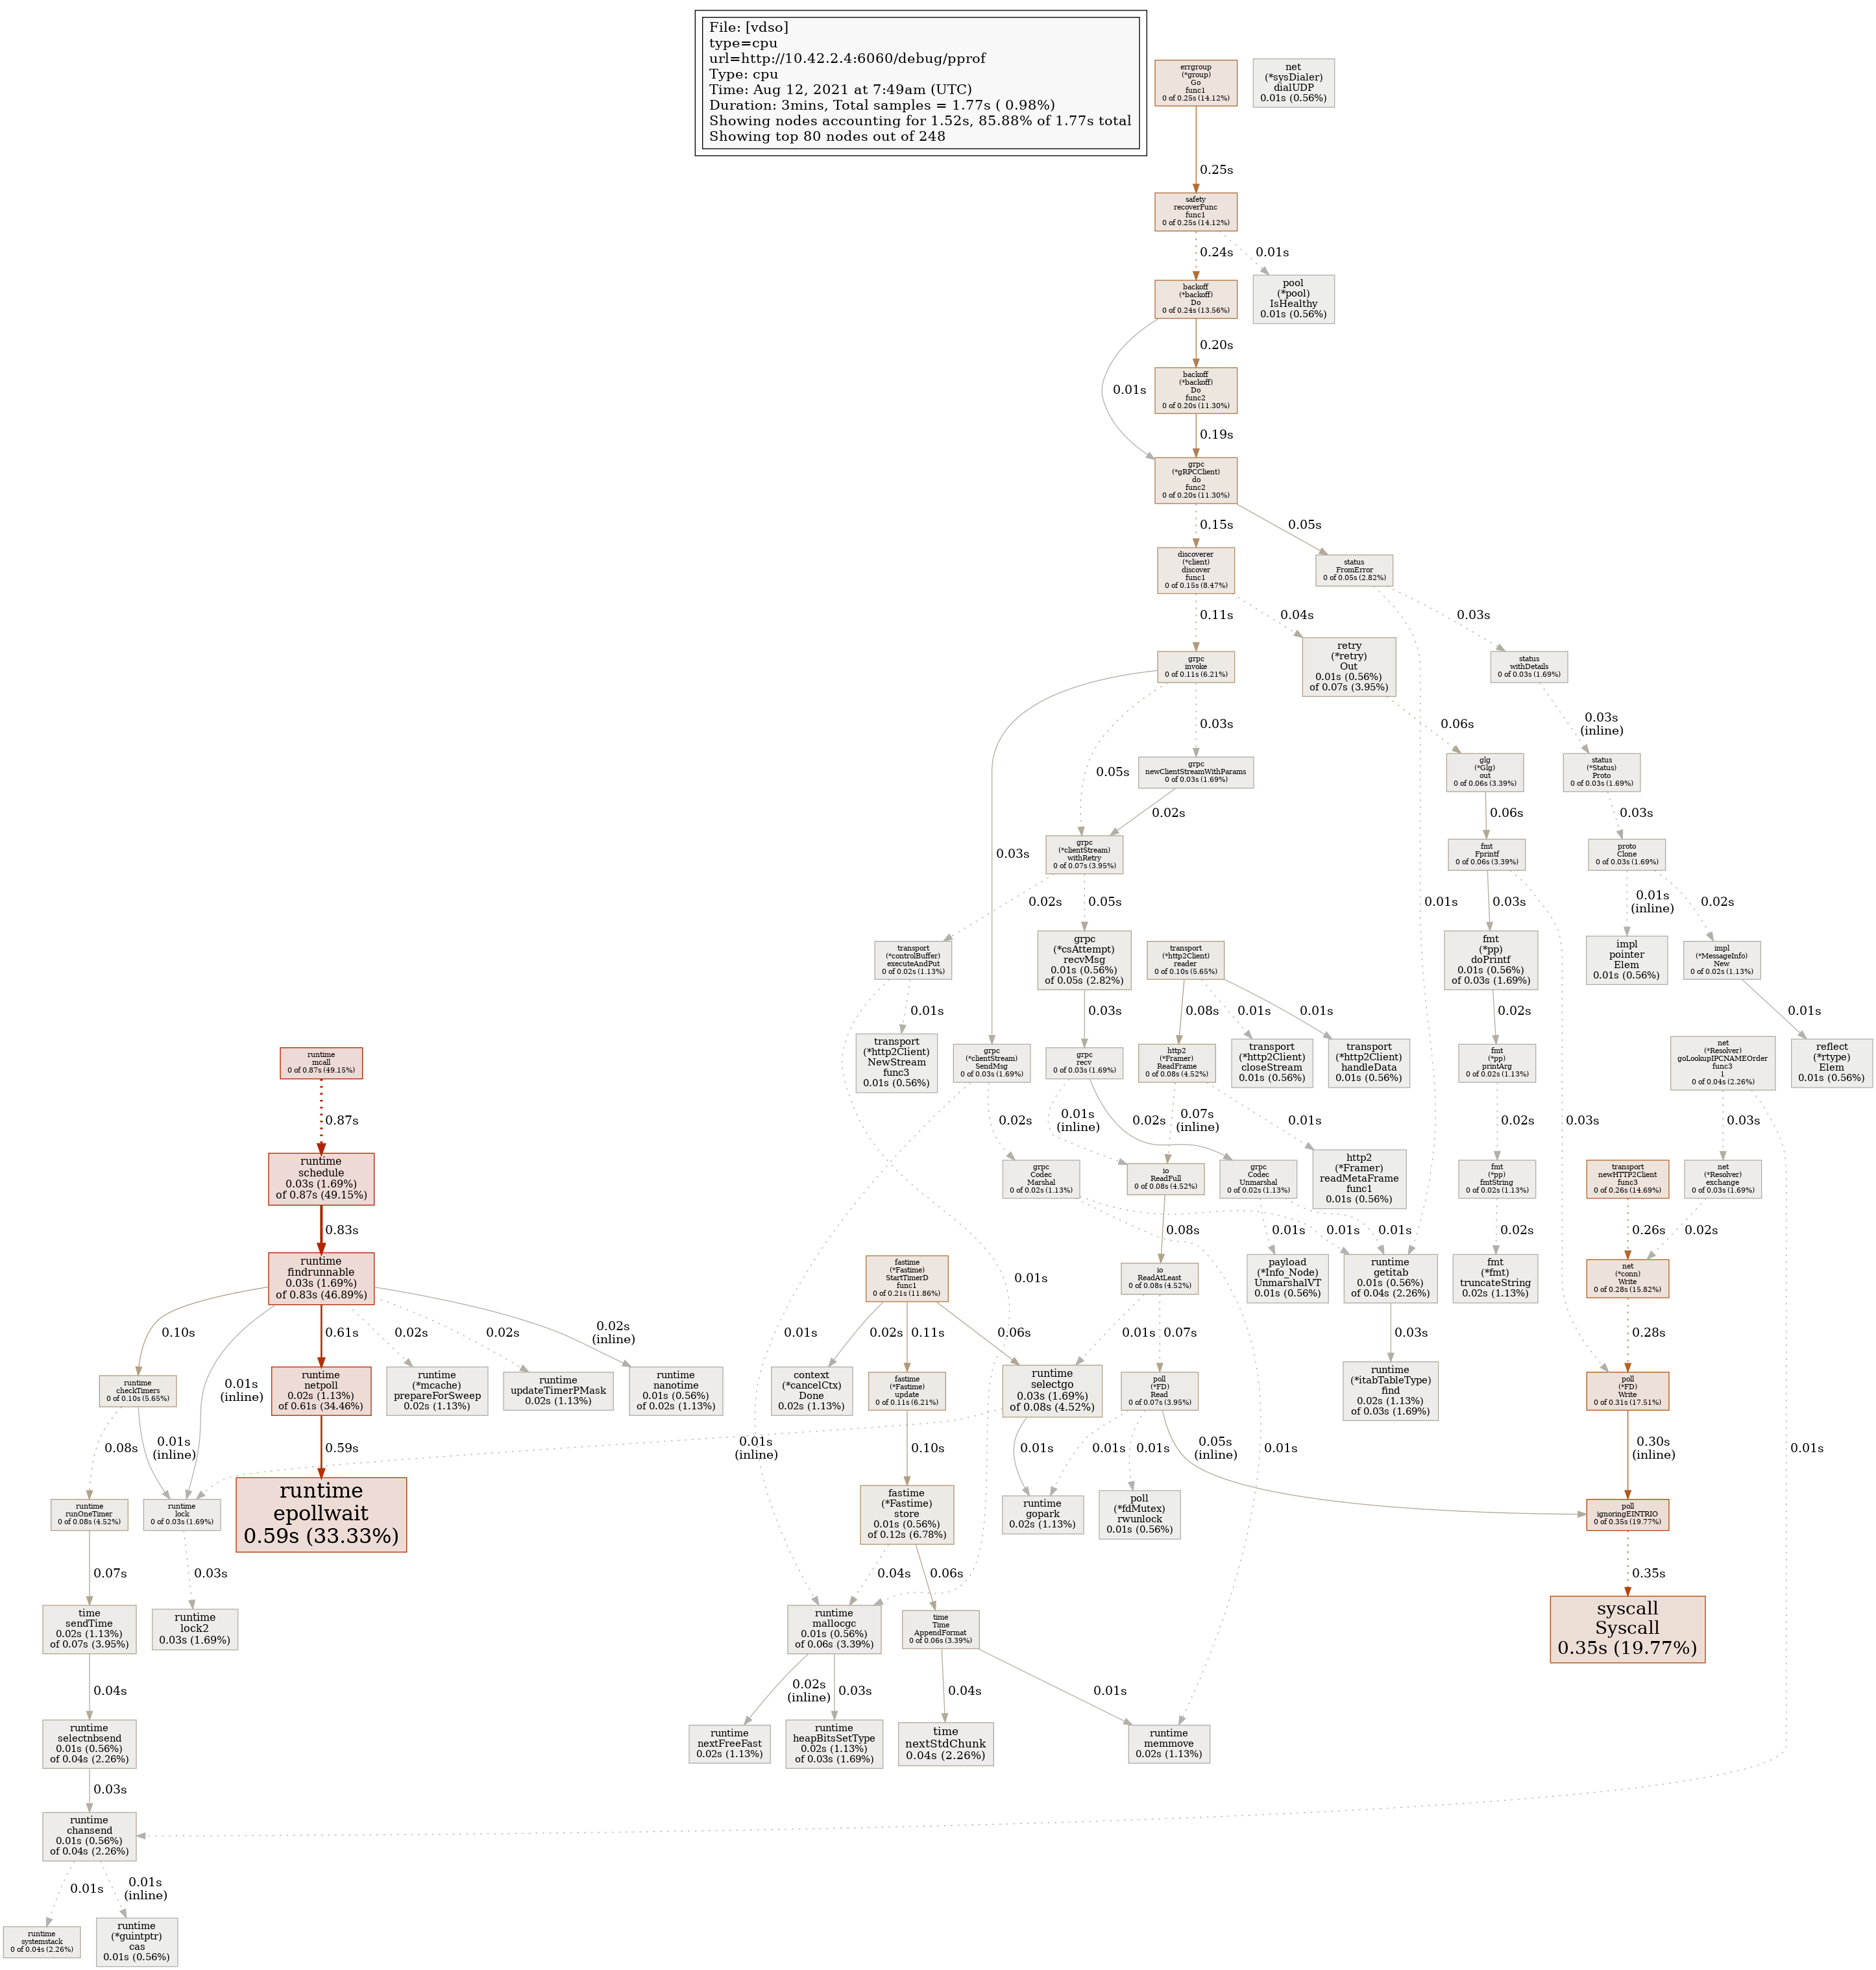 File: [vdso]
type=cpu
url=http://10.42.2.4:6060/debug/pprof
Type: cpu
Time: Aug 12, 2021 at 7:49am (UTC)
Duration: 3mins, Total samples = 1.77s ( 0.98%)
Showing nodes accounting for 1.52s, 85.88% of 1.77s total
Showing top 80 nodes out of 248
errgroup
(*group)
Go
func1
0 of 0.25s (14.12%)
net
(*sysDialer)
dialUDP
0.01s (0.56%)
0.25s
safety
recoverFunc
func1
0 of 0.25s (14.12%)
0.24s
0.01s
backoff
(*backoff)
Do
0 of 0.24s (13.56%)
pool
(*pool)
IsHealthy
0.01s (0.56%)
0.01s
0.20s
backoff
(*backoff)
Do
func2
0 of 0.20s (11.30%)
0.19s
grpc
(*gRPCClient)
do
func2
0 of 0.20s (11.30%)
0.15s
0.05s
discoverer
(*client)
discover
func1
0 of 0.15s (8.47%)
status
FromError
0 of 0.05s (2.82%)
0.11s
0.04s
0.03s
grpc
invoke
0 of 0.11s (6.21%)
retry
(*retry)
Out
0.01s (0.56%)
of 0.07s (3.95%)
status
withDetails
0 of 0.03s (1.69%)
0.03s
0.06s
0.03s
(inline)
0.05s
grpc
newClientStreamWithParams
0 of 0.03s (1.69%)
glg
(*Glg)
out
0 of 0.06s (3.39%)
status
(*Status)
Proto
0 of 0.03s (1.69%)
0.02s
0.06s
0.03s
0.03s
grpc
(*clientStream)
withRetry
0 of 0.07s (3.95%)
fmt
Fprintf
0 of 0.06s (3.39%)
proto
Clone
0 of 0.03s (1.69%)
0.02s
0.05s
0.01s
0.03s
0.01s
(inline)
0.02s
transport
(*controlBuffer)
executeAndPut
0 of 0.02s (1.13%)
grpc
(*csAttempt)
recvMsg
0.01s (0.56%)
of 0.05s (2.82%)
transport
(*http2Client)
reader
0 of 0.10s (5.65%)
fmt
(*pp)
doPrintf
0.01s (0.56%)
of 0.03s (1.69%)
impl
pointer
Elem
0.01s (0.56%)
impl
(*MessageInfo)
New
0 of 0.02s (1.13%)
0.01s
0.03s
0.08s
0.01s
0.01s
0.02s
0.01s
transport
(*http2Client)
NewStream
func3
0.01s (0.56%)
grpc
(*clientStream)
SendMsg
0 of 0.03s (1.69%)
grpc
recv
0 of 0.03s (1.69%)
http2
(*Framer)
ReadFrame
0 of 0.08s (4.52%)
transport
(*http2Client)
closeStream
0.01s (0.56%)
transport
(*http2Client)
handleData
0.01s (0.56%)
fmt
(*pp)
printArg
0 of 0.02s (1.13%)
net
(*Resolver)
goLookupIPCNAMEOrder
func3
1
0 of 0.04s (2.26%)
reflect
(*rtype)
Elem
0.01s (0.56%)
runtime
mcall
0 of 0.87s (49.15%)
0.87s
0.02s
0.01s
(inline)
0.02s
0.07s
(inline)
0.01s
0.02s
0.03s
0.03s
runtime
schedule
0.03s (1.69%)
of 0.87s (49.15%)
grpc
Codec
Marshal
0 of 0.02s (1.13%)
io
ReadFull
0 of 0.08s (4.52%)
grpc
Codec
Unmarshal
0 of 0.02s (1.13%)
http2
(*Framer)
readMetaFrame
func1
0.01s (0.56%)
fmt
(*pp)
fmtString
0 of 0.02s (1.13%)
transport
newHTTP2Client
func3
0 of 0.26s (14.69%)
net
(*Resolver)
exchange
0 of 0.03s (1.69%)
0.83s
0.08s
0.01s
0.01s
0.01s
0.02s
0.26s
0.02s
runtime
findrunnable
0.03s (1.69%)
of 0.83s (46.89%)
fastime
(*Fastime)
StartTimerD
func1
0 of 0.21s (11.86%)
0.01s
io
ReadAtLeast
0 of 0.08s (4.52%)
payload
(*Info_Node)
UnmarshalVT
0.01s (0.56%)
runtime
getitab
0.01s (0.56%)
of 0.04s (2.26%)
fmt
(*fmt)
truncateString
0.02s (1.13%)
net
(*conn)
Write
0 of 0.28s (15.82%)
0.10s
0.61s
0.02s
0.02s
0.02s
(inline)
0.01s
0.02s
0.11s
0.06s
0.01s
0.07s
0.03s
0.28s
runtime
checkTimers
0 of 0.10s (5.65%)
0.01s
(inline)
runtime
netpoll
0.02s (1.13%)
of 0.61s (34.46%)
runtime
(*mcache)
prepareForSweep
0.02s (1.13%)
runtime
updateTimerPMask
0.02s (1.13%)
runtime
nanotime
0.01s (0.56%)
of 0.02s (1.13%)
context
(*cancelCtx)
Done
0.02s (1.13%)
fastime
(*Fastime)
update
0 of 0.11s (6.21%)
runtime
selectgo
0.03s (1.69%)
of 0.08s (4.52%)
poll
(*FD)
Read
0 of 0.07s (3.95%)
runtime
(*itabTableType)
find
0.02s (1.13%)
of 0.03s (1.69%)
poll
(*FD)
Write
0 of 0.31s (17.51%)
0.08s
0.01s
(inline)
0.59s
0.01s
(inline)
0.10s
0.01s
0.01s
0.01s
0.05s
(inline)
0.01s
0.30s
(inline)
0.01s
runtime
runOneTimer
0 of 0.08s (4.52%)
runtime
lock
0 of 0.03s (1.69%)
runtime
epollwait
0.59s (33.33%)
fastime
(*Fastime)
store
0.01s (0.56%)
of 0.12s (6.78%)
runtime
gopark
0.02s (1.13%)
poll
(*fdMutex)
rwunlock
0.01s (0.56%)
poll
ignoringEINTRIO
0 of 0.35s (19.77%)
0.07s
0.03s
0.04s
0.06s
0.35s
time
sendTime
0.02s (1.13%)
of 0.07s (3.95%)
runtime
lock2
0.03s (1.69%)
runtime
mallocgc
0.01s (0.56%)
of 0.06s (3.39%)
time
Time
AppendFormat
0 of 0.06s (3.39%)
syscall
Syscall
0.35s (19.77%)
0.04s
0.02s
(inline)
0.03s
0.04s
0.01s
runtime
selectnbsend
0.01s (0.56%)
of 0.04s (2.26%)
runtime
nextFreeFast
0.02s (1.13%)
runtime
heapBitsSetType
0.02s (1.13%)
of 0.03s (1.69%)
time
nextStdChunk
0.04s (2.26%)
runtime
memmove
0.02s (1.13%)
0.03s
runtime
chansend
0.01s (0.56%)
of 0.04s (2.26%)
0.01s
0.01s
(inline)
runtime
systemstack
0 of 0.04s (2.26%)
runtime
(*guintptr)
cas
0.01s (0.56%)